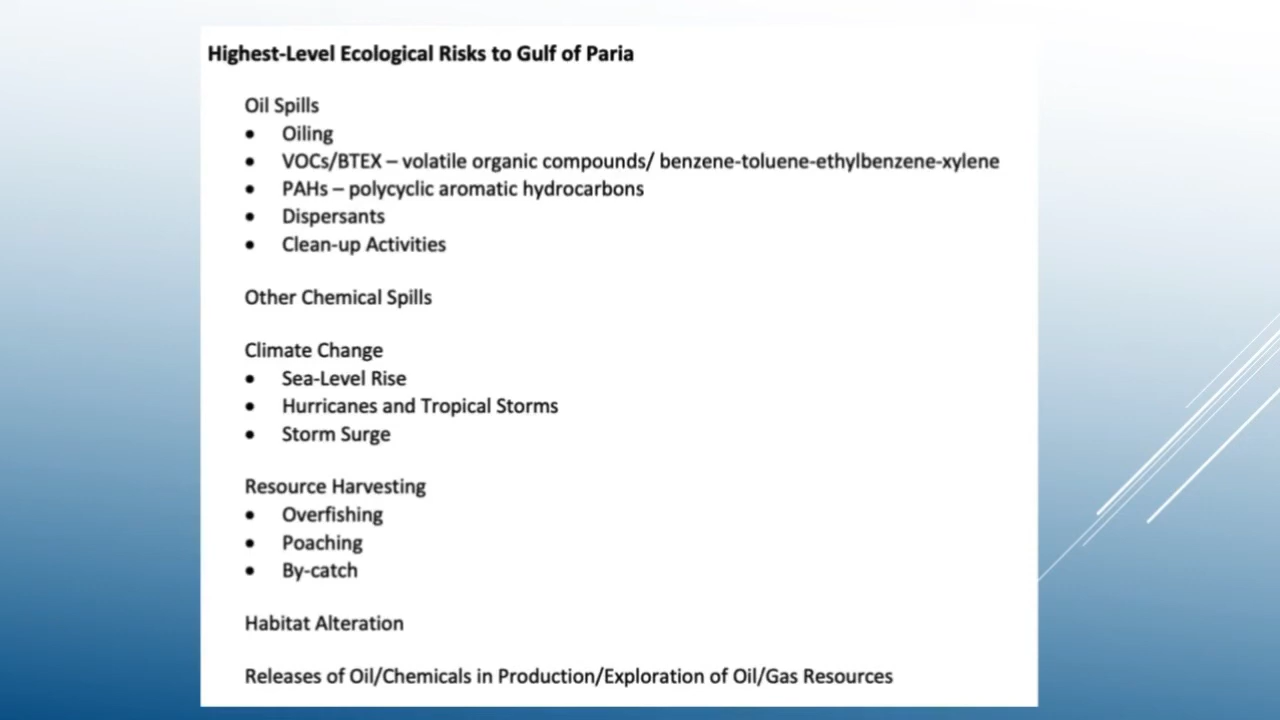 Highest-Level Ecological Risks to Gulf of Paria
Oil Spills
• Oiling
• VOCs/BTEX – volatile organic compounds/ benzene-toluene-ethylbenzene-xylene
• PAHs – polycyclic aromatic hydrocarbons
• Dispersants
• Clean-up Activities
Other Chemical Spills
Climate Change
• Sea-Level Rise
• Hurricanes and Tropical Storms
• Storm Surge
Resource Harvesting
• Overfishing
• Poaching
• By-catch
Habitat Alteration
Releases of Oil/Chemicals in Production/Exploration of Oil/Gas Resources